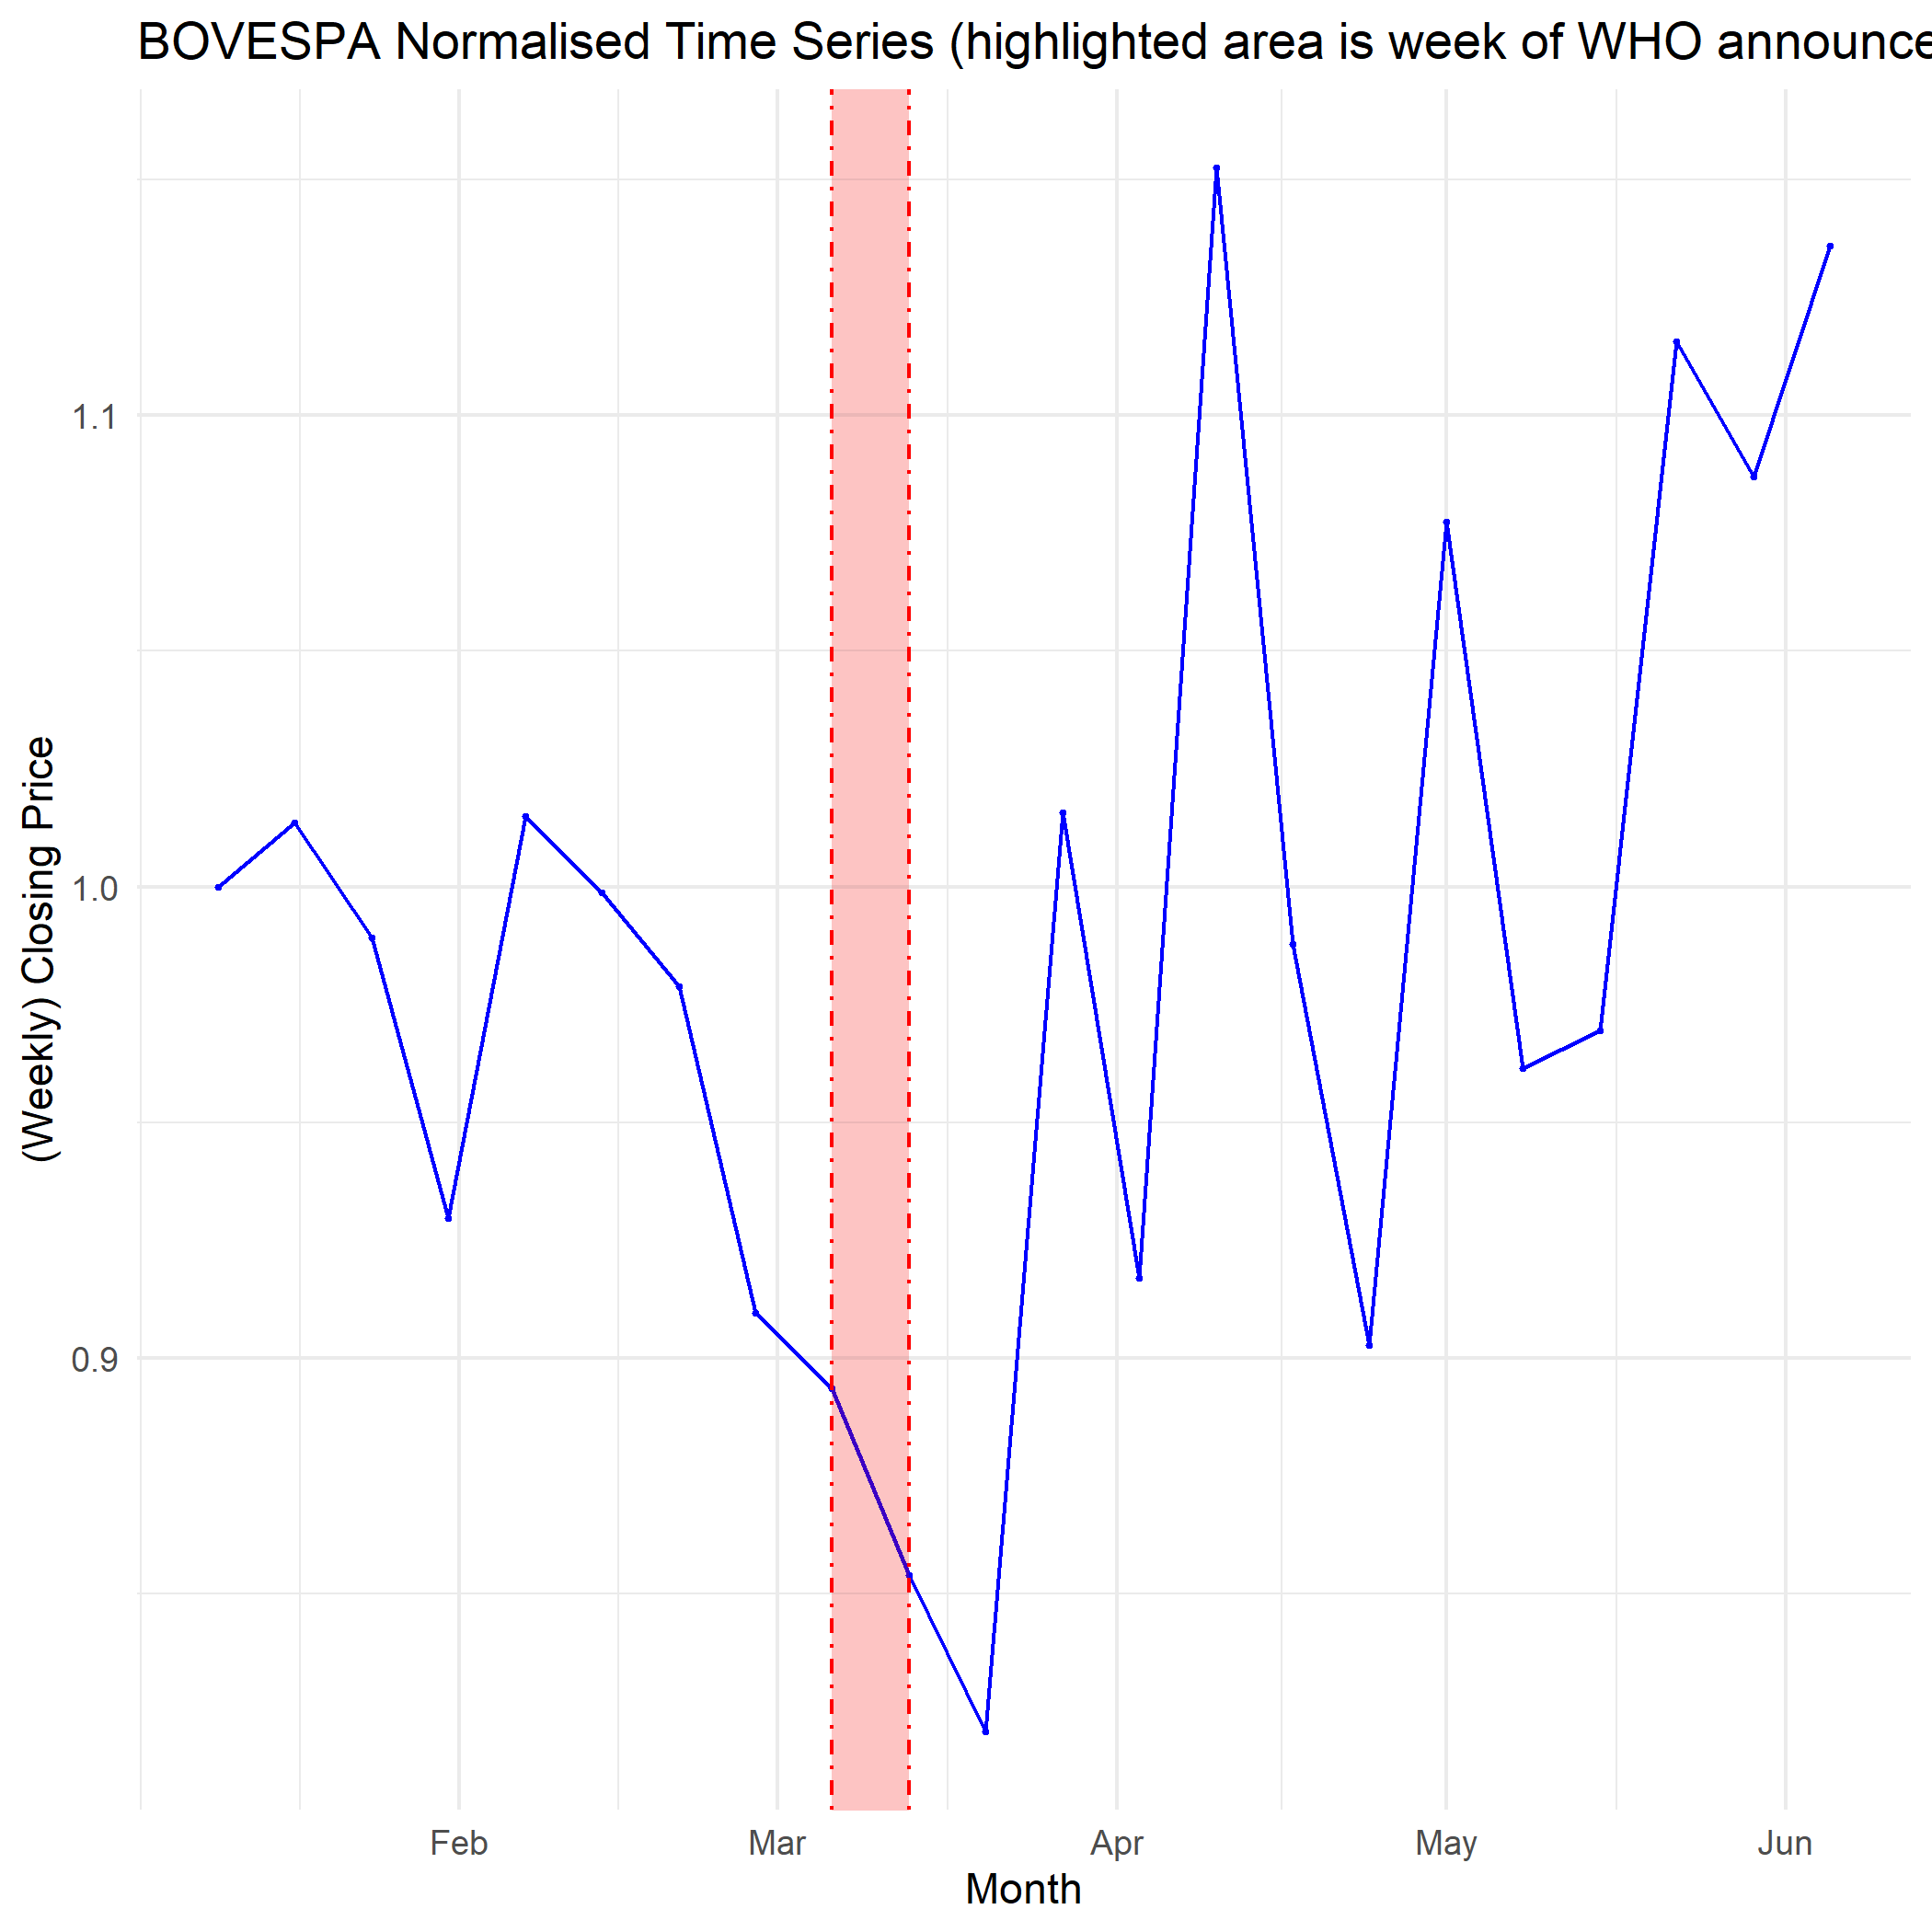 BOVESPA Normalised Time Series (highlighted area is week of WHO announce
(Weekly) Closing Price
1.1
1.0
0.9
Feb Mar Apr May Jun
Month